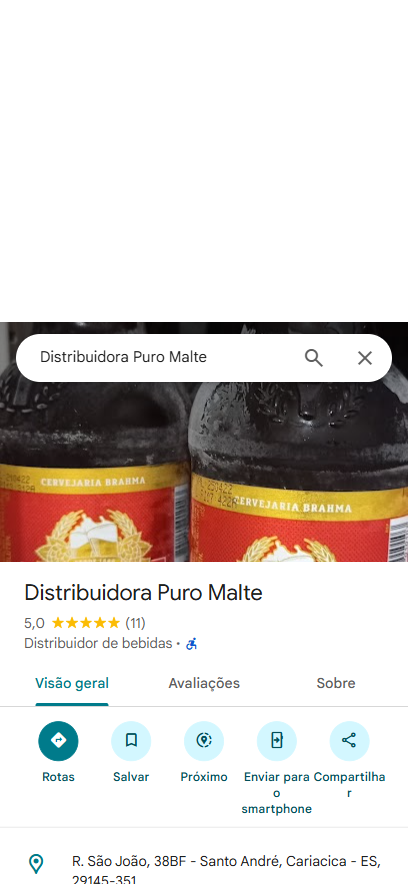 Distribuidora Puro Malte
CERVEJARIA BRAHMA
CERVEJARIA BRAHMA
Distribuidora Puro Malte
5,0 ★★★★★ (11)
Distribuidor de bebidas ·
Visão geral Avaliações Sobre
Rotas Salvar Próximo Enviar para o smartphone Compartilhar
R. São João, 38BF - Santo André, Cariacica - ES,
29145-351